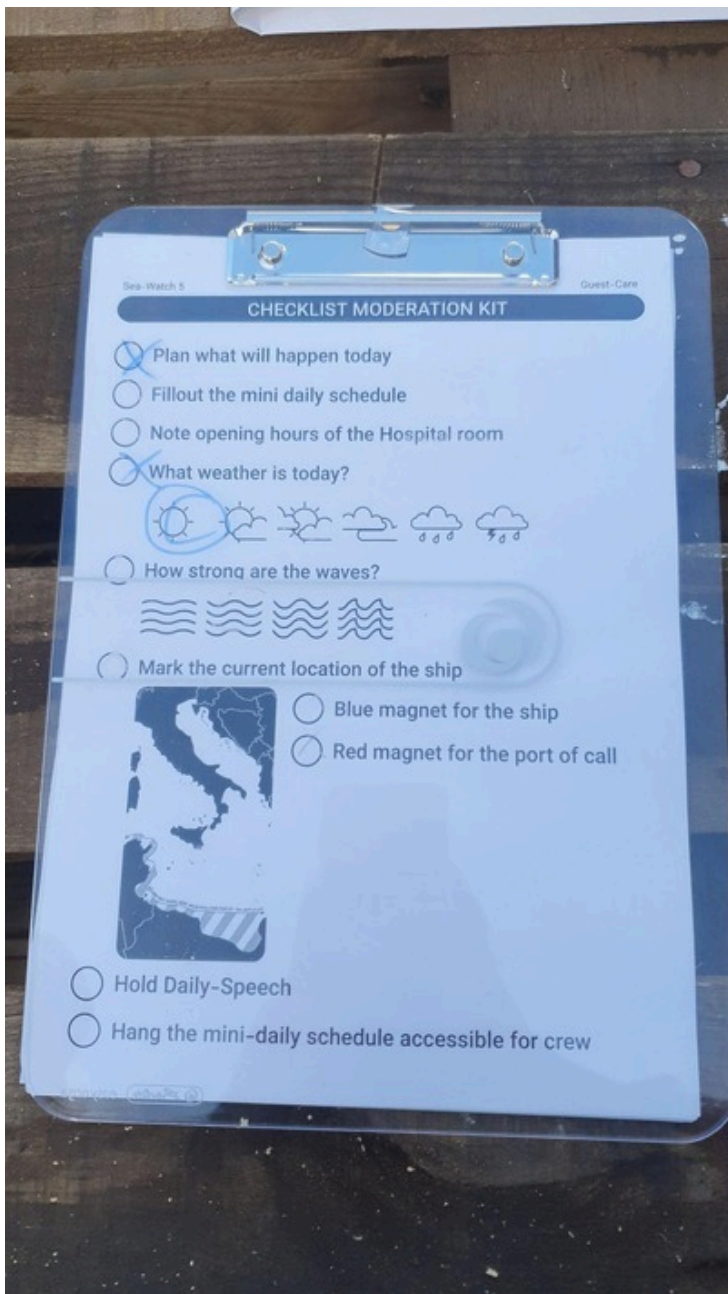 Sea-Watch 5
Guest-Care
CHECKLIST MODERATION KIT
Plan what will happen today
Fillout the mini daily schedule
Note opening hours of the Hospital room
What weather is today?
How strong are the waves?
Mark the current location of the ship
Blue magnet for the ship
Red magnet for the port of call
Hold Daily-Speech
Hang the mini-daily schedule accessible for crew